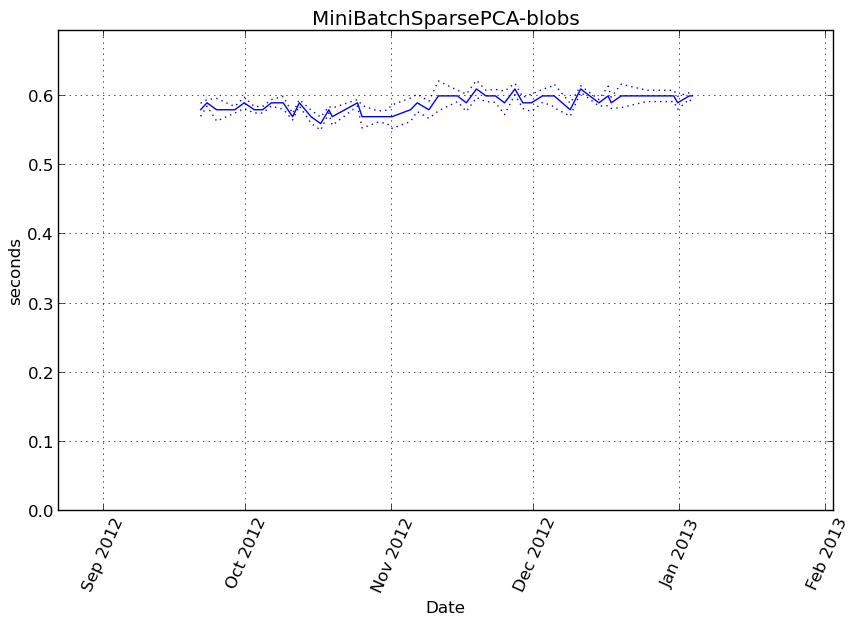 MiniBatchSparsePCA-blobs
0.6
0.5
0.4
0.3
0.2
0.1
0.0
seconds
Sep 2012
Oct 2012
Nov 2012
Dec 2012
Jan 2013
Feb 2013
Date